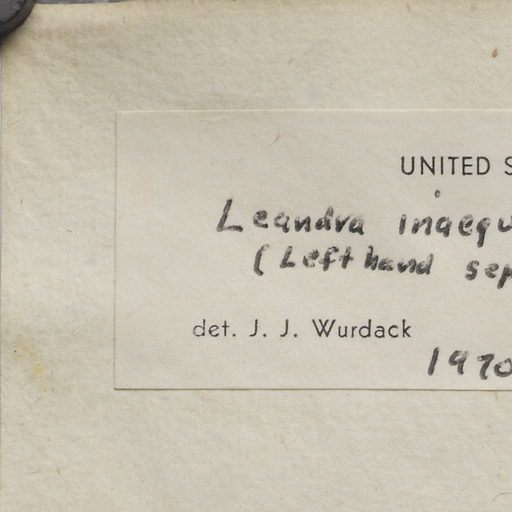 UNITED S
Leandra inaequ
(Left hand sep
det. J. J. Wurdack
1970